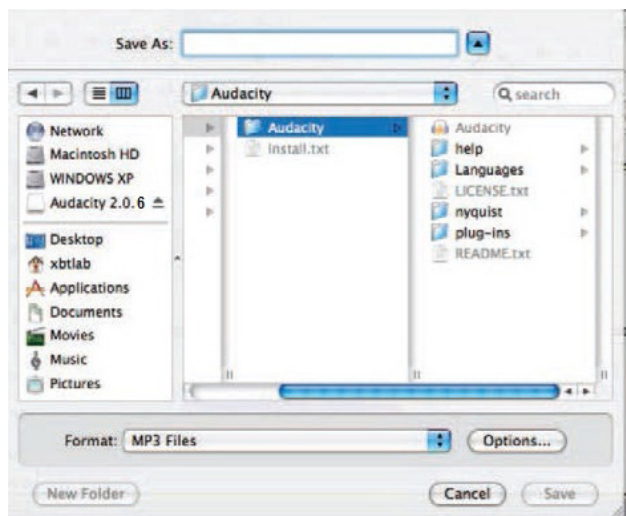 Save As:
Audacity
search
Network
Macintosh HD
WINDOWS XP
Audacity 2.0.6
Desktop
xbtlab
Applications
Documents
Movies
Music
Pictures
Audacity
Install.txt
Audacity
help
Languages
LICENSE.txt
nyquist
plug-ins
README.txt
Format: MP3 Files
Options...
New Folder
Cancel
Save